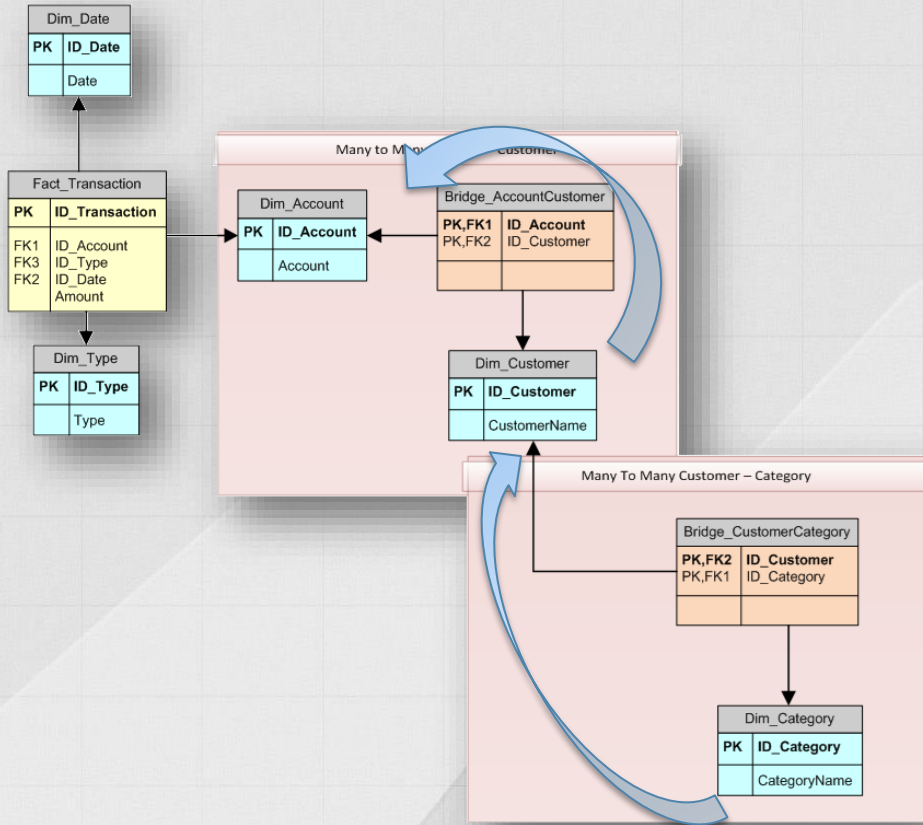 Dim_Date
PK ID_Date
Date
Fact_Transaction
PK ID_Transaction
FK1 ID_Account
FK3 ID_Type
FK2 ID_Date
Amount
Dim_Type
PK ID_Type
Type
Many to Customer
Dim_Account
PK ID_Account
Account
Bridge_AccountCustomer
PK,FK1 ID_Account
PK,FK2 ID_Customer
Dim_Customer
PK ID_Customer
CustomerName
Many To Many Customer – Category
Bridge_CustomerCategory
PK,FK2 ID_Customer
PK,FK1 ID_Category
Dim_Category
PK ID_Category
CategoryName